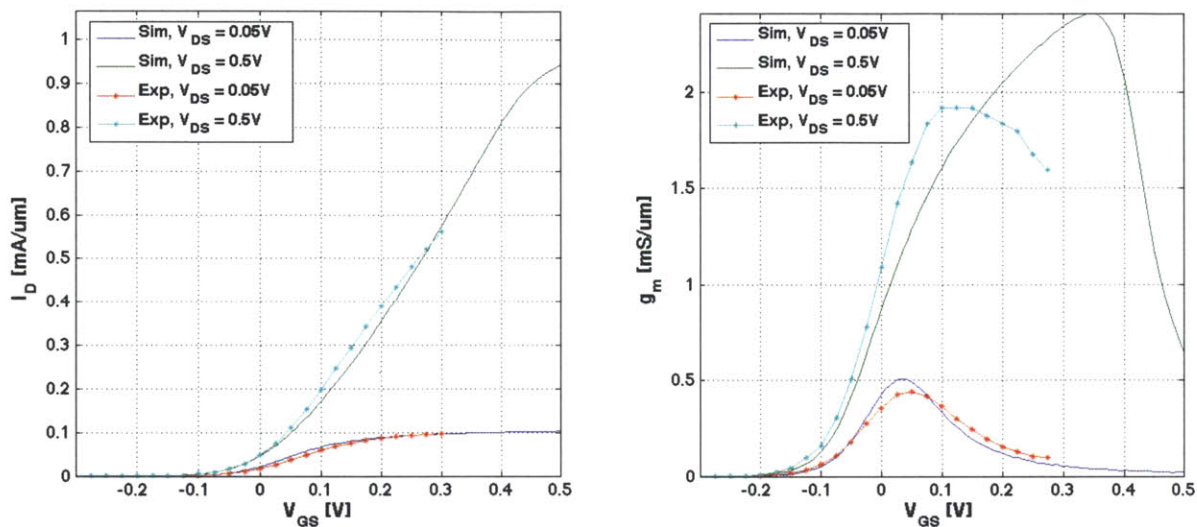 Sim, V_DS = 0.05V
Sim, V_DS = 0.5V
Exp, V_DS = 0.05V
Exp, V_DS = 0.5V
1
0.9
0.8
0.7
0.6
0.5
0.4
0.3
0.2
0.1
0
I_D [mA/um]
-0.2 -0.1 0 0.1 0.2 0.3 0.4 0.5
V_GS [V]
Sim, V_DS = 0.05V
Sim, V_DS = 0.5V
Exp, V_DS = 0.05V
Exp, V_DS = 0.5V
2
1.5
1
0.5
0
g_m [mS/um]
-0.2 -0.1 0 0.1 0.2 0.3 0.4 0.5
V_GS [V]